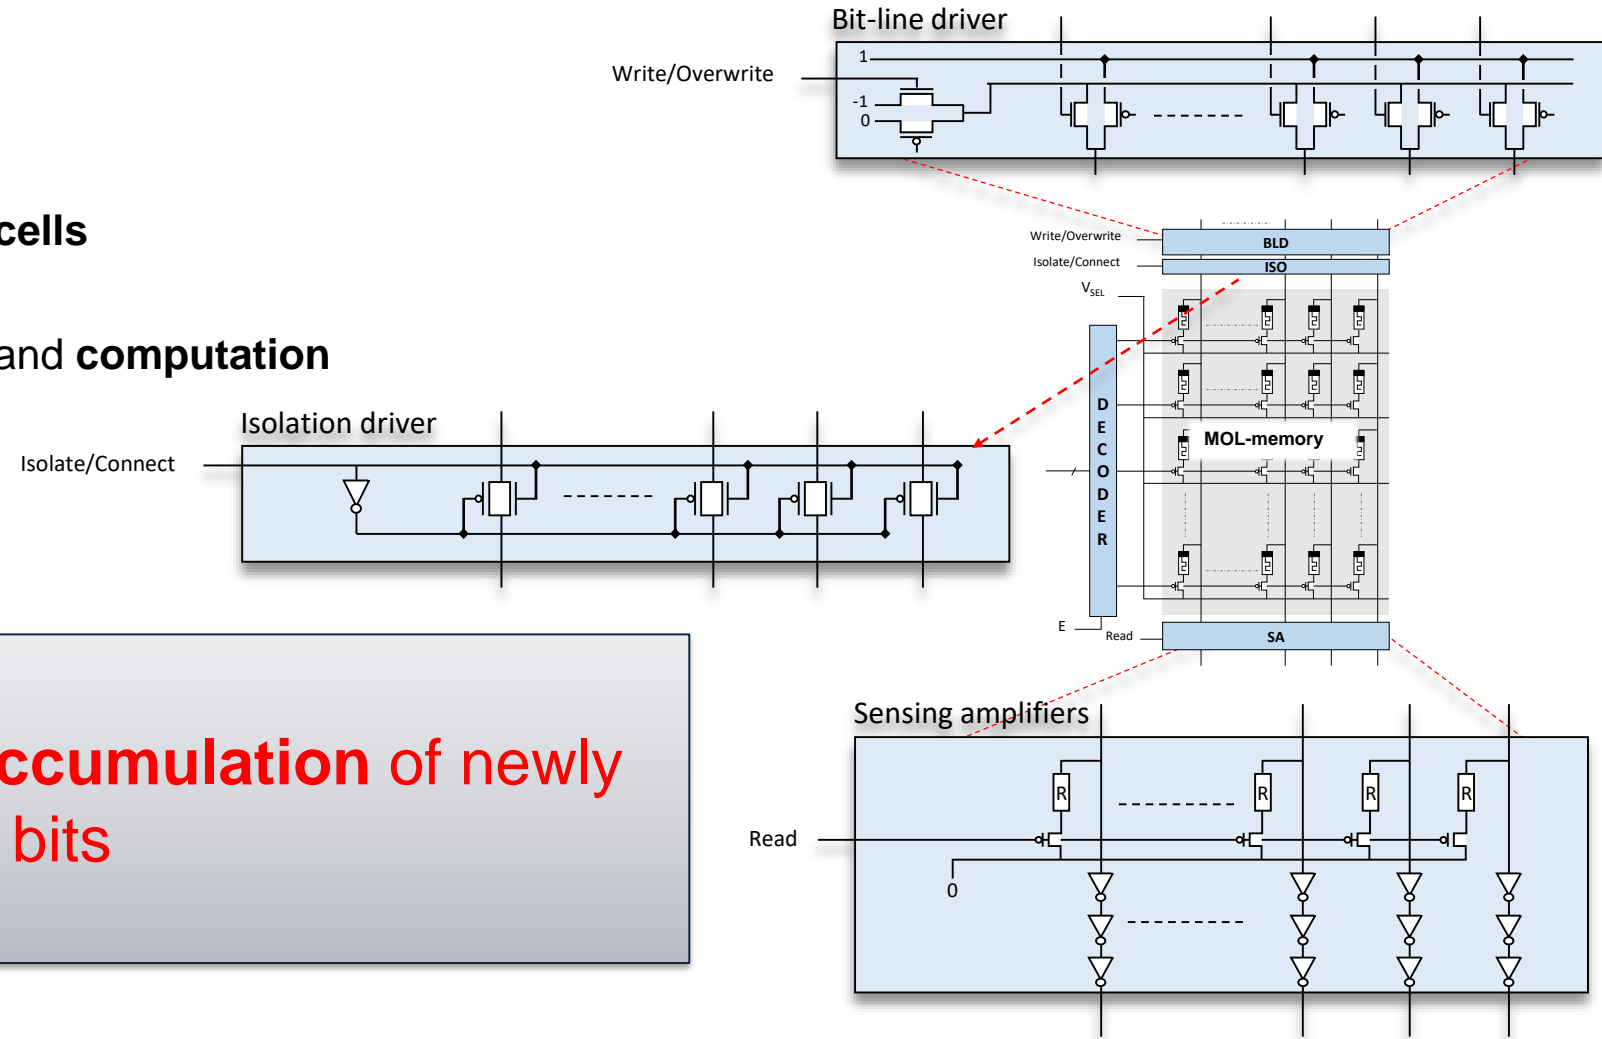 Bit-line driver
Write/Overwrite
1
-1
0
cells
and computation
Write/Overwrite
BLD
Isolate/Connect
ISO
VSEL
DECODER
MOL-memory
Isolation driver
Isolate/Connect
E
Read
SA
ccumulation of newly
bits
Sensing amplifiers
R R R R
Read
0